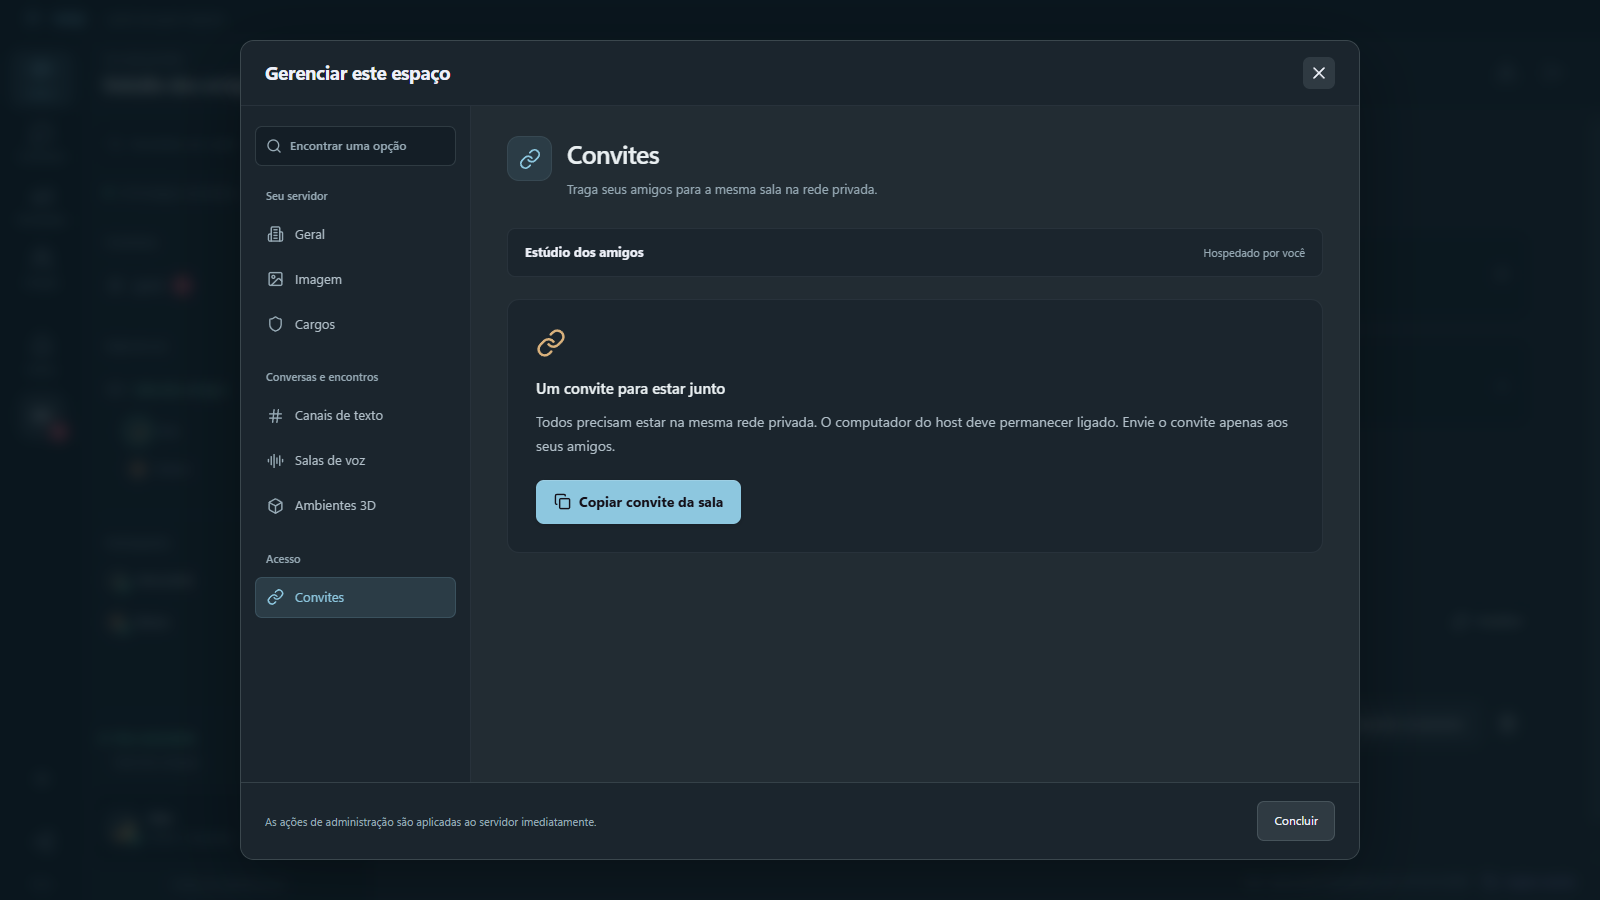 Gerenciar este espaço
Encontrar uma opção
Seu servidor
Geral
Imagem
Cargos
Conversas e encontros
Canais de texto
Salas de voz
Ambientes 3D
Acesso
Convites
Convites
Traga seus amigos para a mesma sala na rede privada.
Estúdio dos amigos
Hospedado por você
Um convite para estar junto
Todos precisam estar na mesma rede privada. O computador do host deve permanecer ligado. Envie o convite apenas aos
seus amigos.
Copiar convite da sala
As ações de administração são aplicadas ao servidor imediatamente.
Concluir